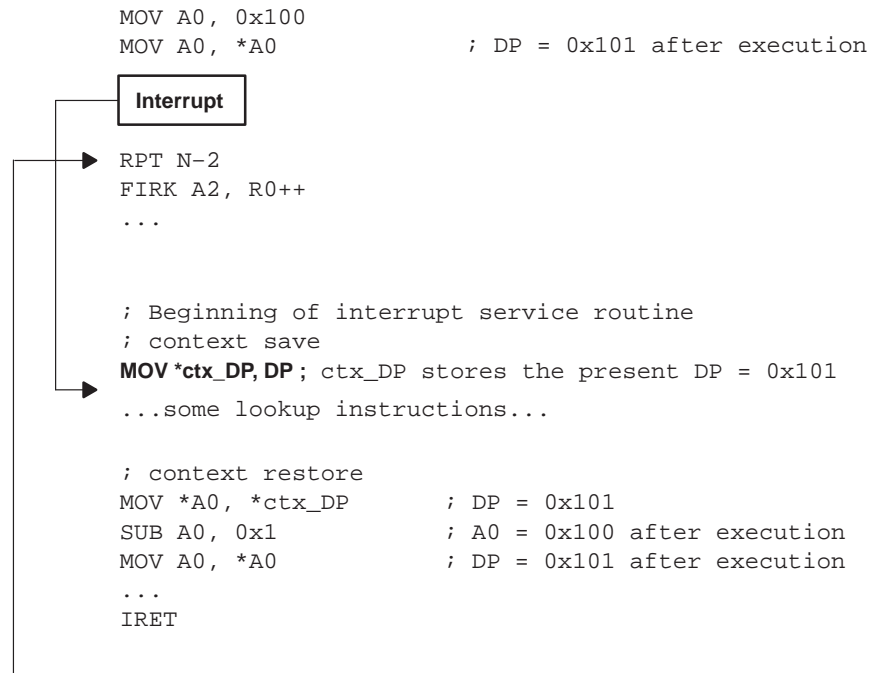 MOV A0, 0x100
MOV A0, *A0 ; DP = 0x101 after execution
Interrupt
RPT N−2
FIRK A2, R0++
...
; Beginning of interrupt service routine
; context save
MOV *ctx_DP, DP ; ctx_DP stores the present DP = 0x101
...some lookup instructions...
; context restore
MOV *A0, *ctx_DP ; DP = 0x101
SUB A0, 0x1 ; A0 = 0x100 after execution
MOV A0, *A0 ; DP = 0x101 after execution
...
IRET